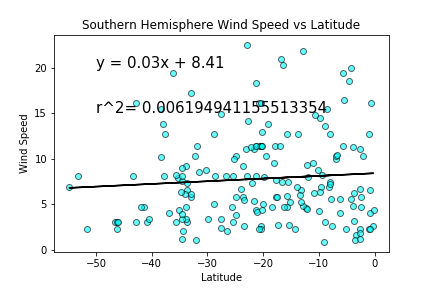 Southern Hemisphere Wind Speed vs Latitude
y = 0.03x + 8.41
r^2= 0.006194941155513354
Wind Speed
20
15
10
5
0
−50
−40
−30
−20
−10
0
Latitude